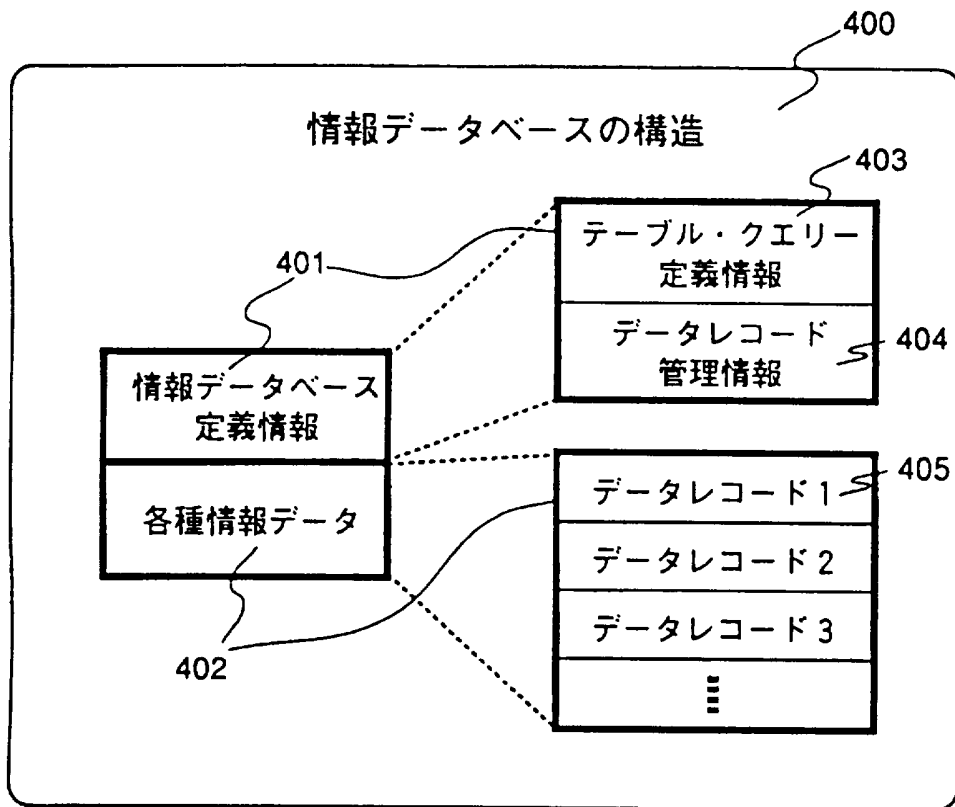 400
情報データベースの構造
403
テーブル・クエリー
定義情報
401
データレコード
管理情報
404
情報データベース
定義情報
データレコード1
405
各種情報データ
データレコード2
データレコード3
402